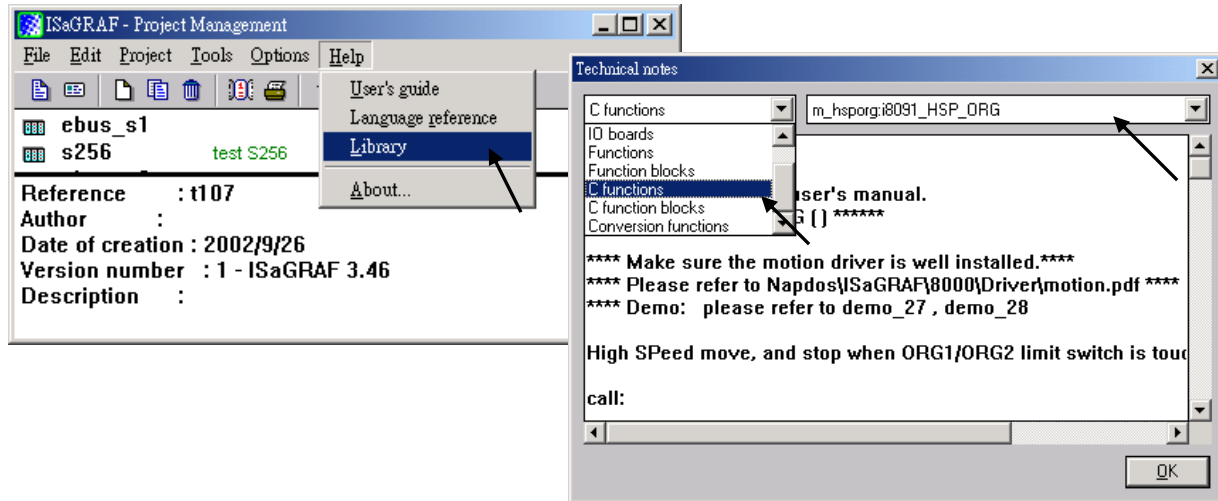 ISaGRAF - Project Management
File Edit Project Tools Options Help
User's guide
Language reference
Library
About...
ebus_s1
s256 test S256
Reference : t107
Author :
Date of creation : 2002/9/26
Version number : 1 - ISaGRAF 3.46
Description :
Technical notes
C functions m_hsporg:i8091_HSP_ORG
IO boards
Functions
Function blocks
C functions
C function blocks
Conversion functions
user's manual.
G () ******
**** Make sure the motion driver is well installed.****
**** Please refer to Napdos\ISaGRAF\8000\Driver\motion.pdf ****
**** Demo: please refer to demo_27 , demo_28
High SPeed move, and stop when ORG1/ORG2 limit switch is
call:
OK